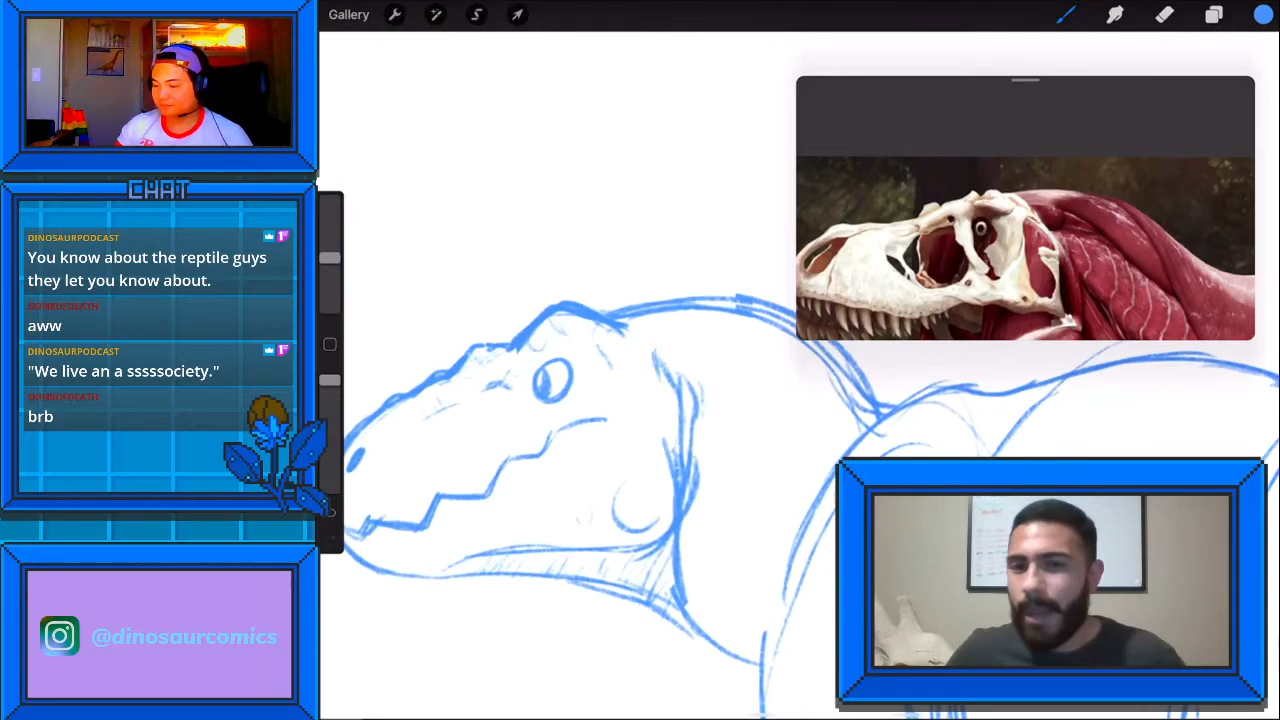 Gallery
CHAT
DINOSAURPODCAST
You know about the reptile guys
they let you know about.
aww
DINOSAURPODCAST
"We live an a sssssociety."
brb
@dinosaurcomics